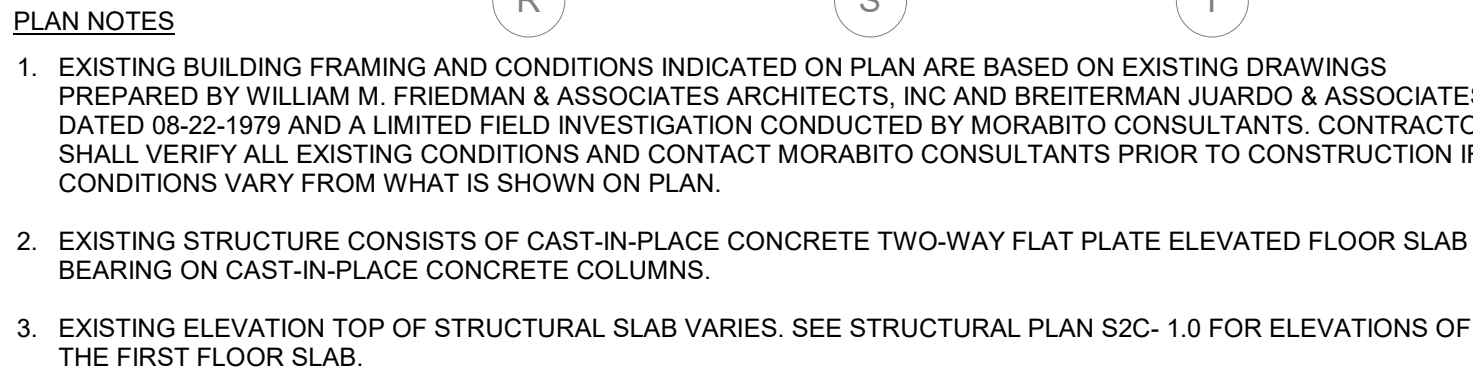 R S
PLAN NOTES
1. EXISTING BUILDING FRAMING AND CONDITIONS INDICATED ON PLAN ARE BASED ON EXISTING DRAWINGS
PREPARED BY WILLIAM M. FRIEDMAN & ASSOCIATES ARCHITECTS, INC AND BREITERMAN JUARDO & ASSOCIATES
DATED 08-22-1979 AND A LIMITED FIELD INVESTIGATION CONDUCTED BY MORABITO CONSULTANTS. CONTRACTO
SHALL VERIFY ALL EXISTING CONDITIONS AND CONTACT MORABITO CONSULTANTS PRIOR TO CONSTRUCTION IF
CONDITIONS VARY FROM WHAT IS SHOWN ON PLAN.
2. EXISTING STRUCTURE CONSISTS OF CAST-IN-PLACE CONCRETE TWO-WAY FLAT PLATE ELEVATED FLOOR SLAB
BEARING ON CAST-IN-PLACE CONCRETE COLUMNS.
3. EXISTING ELEVATION TOP OF STRUCTURAL SLAB VARIES. SEE STRUCTURAL PLAN S2C- 1.0 FOR ELEVATIONS OF
THE FIRST FLOOR SLAB.